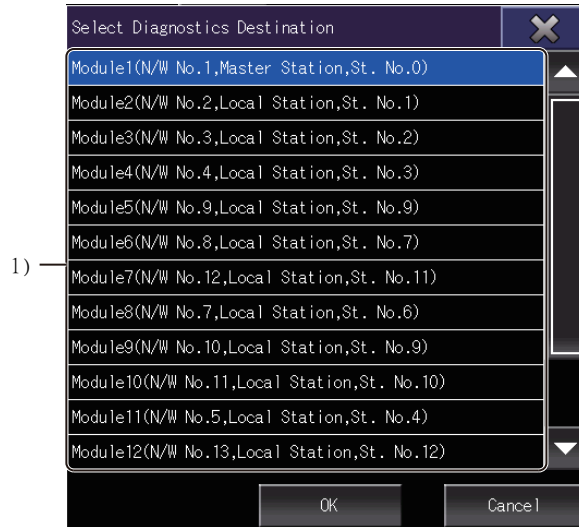 Select Diagnostics Destination
Module1(N/W No.1,Master Station,St. No.0)
Module2(N/W No.2,Local Station,St. No.1)
Module3(N/W No.3,Local Station,St. No.2)
Module4(N/W No.4,Local Station,St. No.3)
Module5(N/W No.9,Local Station,St. No.9)
Module6(N/W No.8,Local Station,St. No.7)
1)
Module7(N/W No.12,Local Station,St. No.11)
Module8(N/W No.7,Local Station,St. No.6)
Module9(N/W No.10,Local Station,St. No.9)
Module10(N/W No.11,Local Station,St. No.10)
Module11(N/W No.5,Local Station,St. No.4)
Module12(N/W No.13,Local Station,St. No.12)
OK Cancel